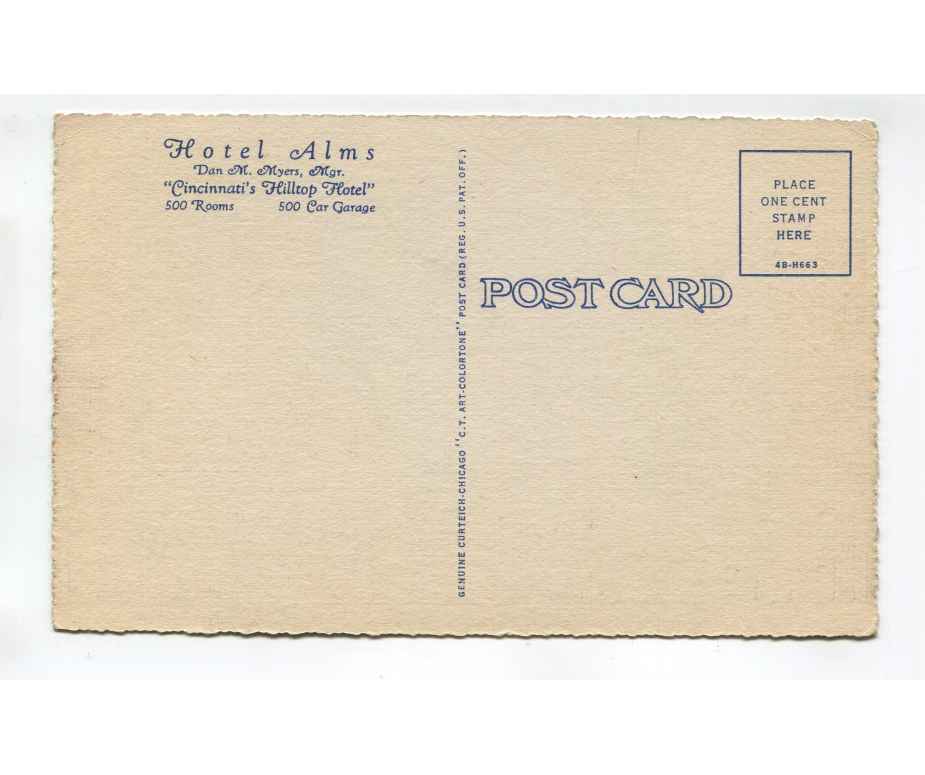 Hotel Alms
Dan M. Myers, Mgr.
"Cincinnati's Hilltop Hotel"
500 Rooms 500 Car Garage
GENUINE CURTEICH-CHICAGO "C.T. ART-COLORTONE" POST CARD (REG. U.S. PAT. OFF.)
POST CARD
PLACE
ONE CENT
STAMP
HERE
4B-H663